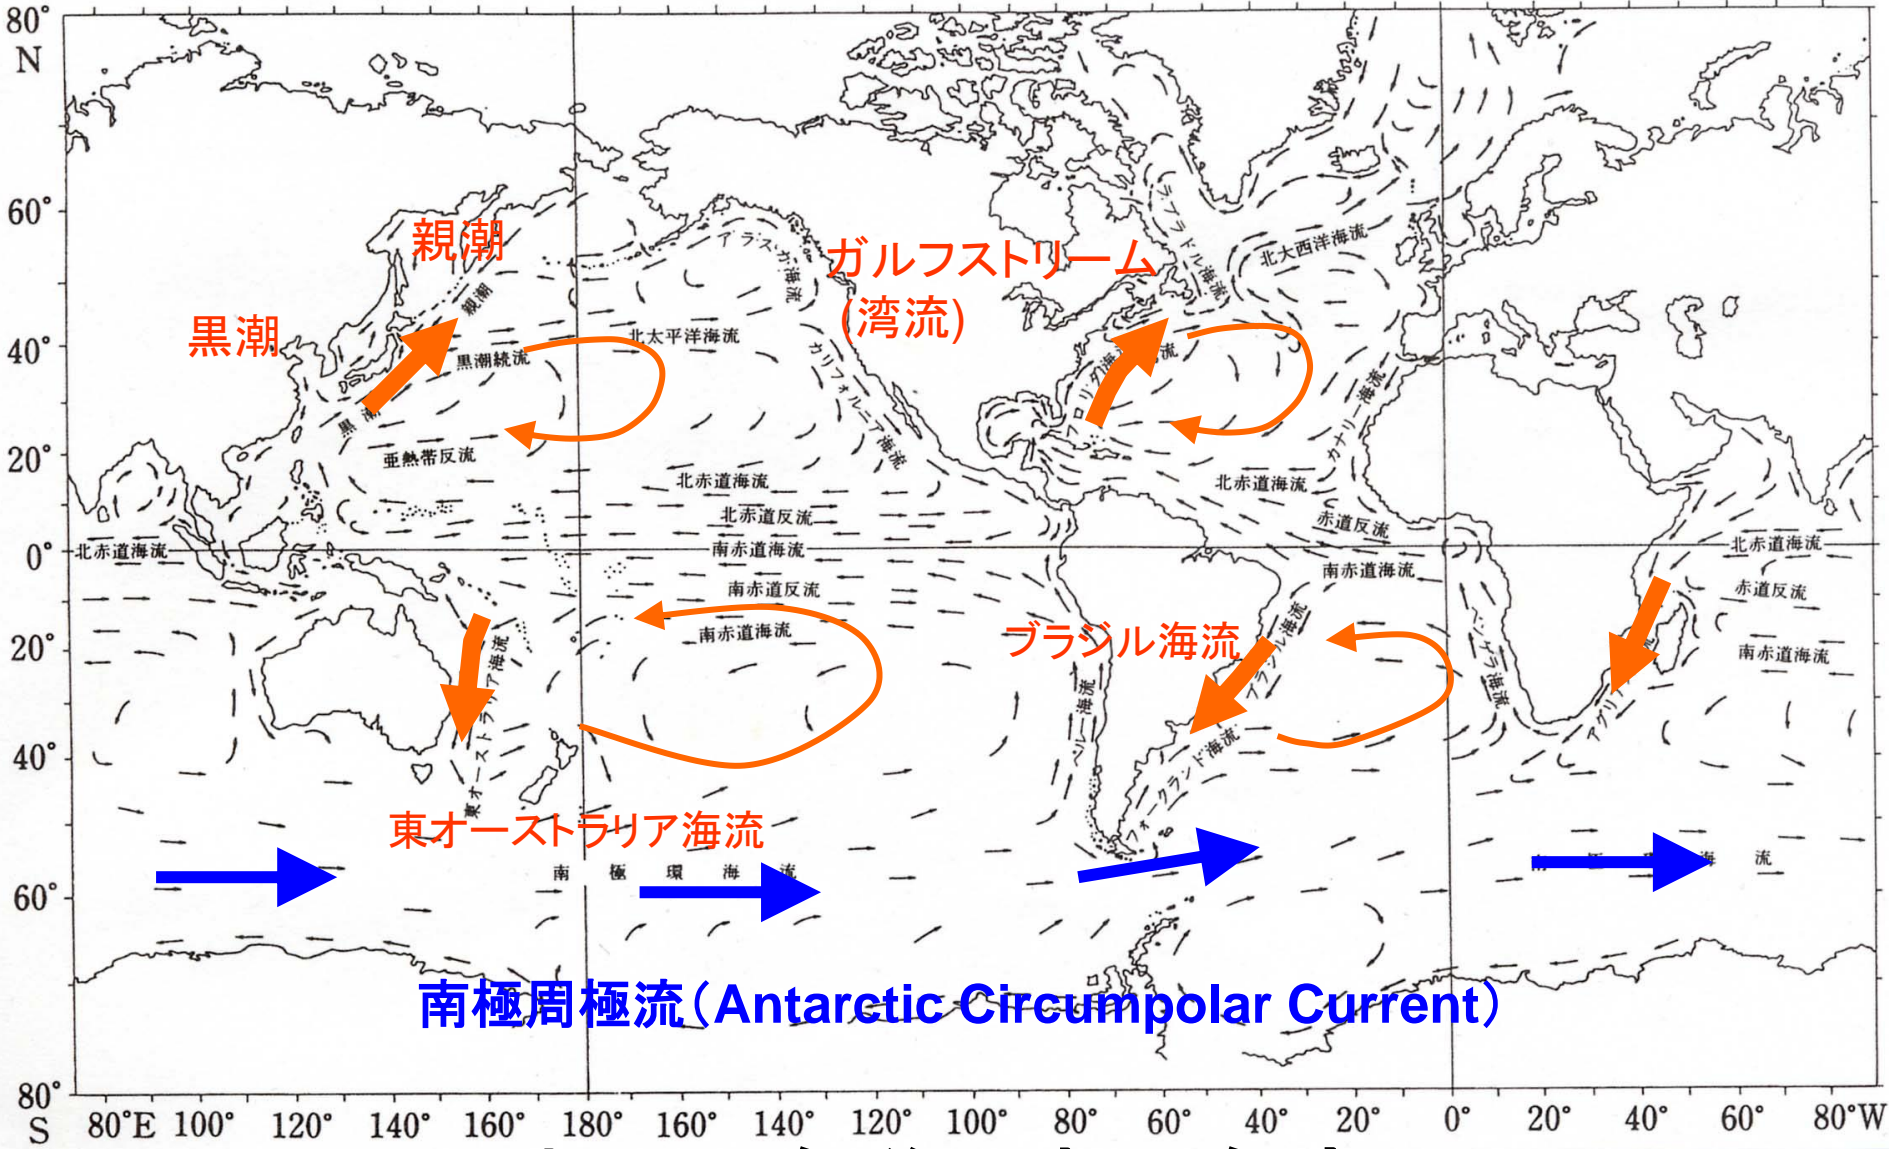 80°
N
60°
親潮
アラスカ海流
ラブラドル海流
北大西洋海流
ガルフストリーム
(湾流)
親潮
黒潮
40°
北太平洋海流
黒潮続流
カリフォルニア海流
カナリー海流
黒潮
20°
亜熱帯反流
北赤道海流
北赤道海流
北赤道反流
赤道反流
0°
北赤道海流
南赤道海流
北赤道海流
南赤道海流
南赤道反流
赤道反流
20°
南赤道海流
東オーストラリア海流
ブラジル海流
ブラジル海流
南赤道海流
ペルー海流
ベンゲラ海流
40°
フォークランド海流
東オーストラリア海流
南極環海流
海流
60°
南極周極流(Antarctic Circumpolar Current)
80°
S
80°E 100° 120° 140° 160° 180° 160° 140° 120° 100° 80° 60° 40° 20° 0° 20° 40° 60° 80°W